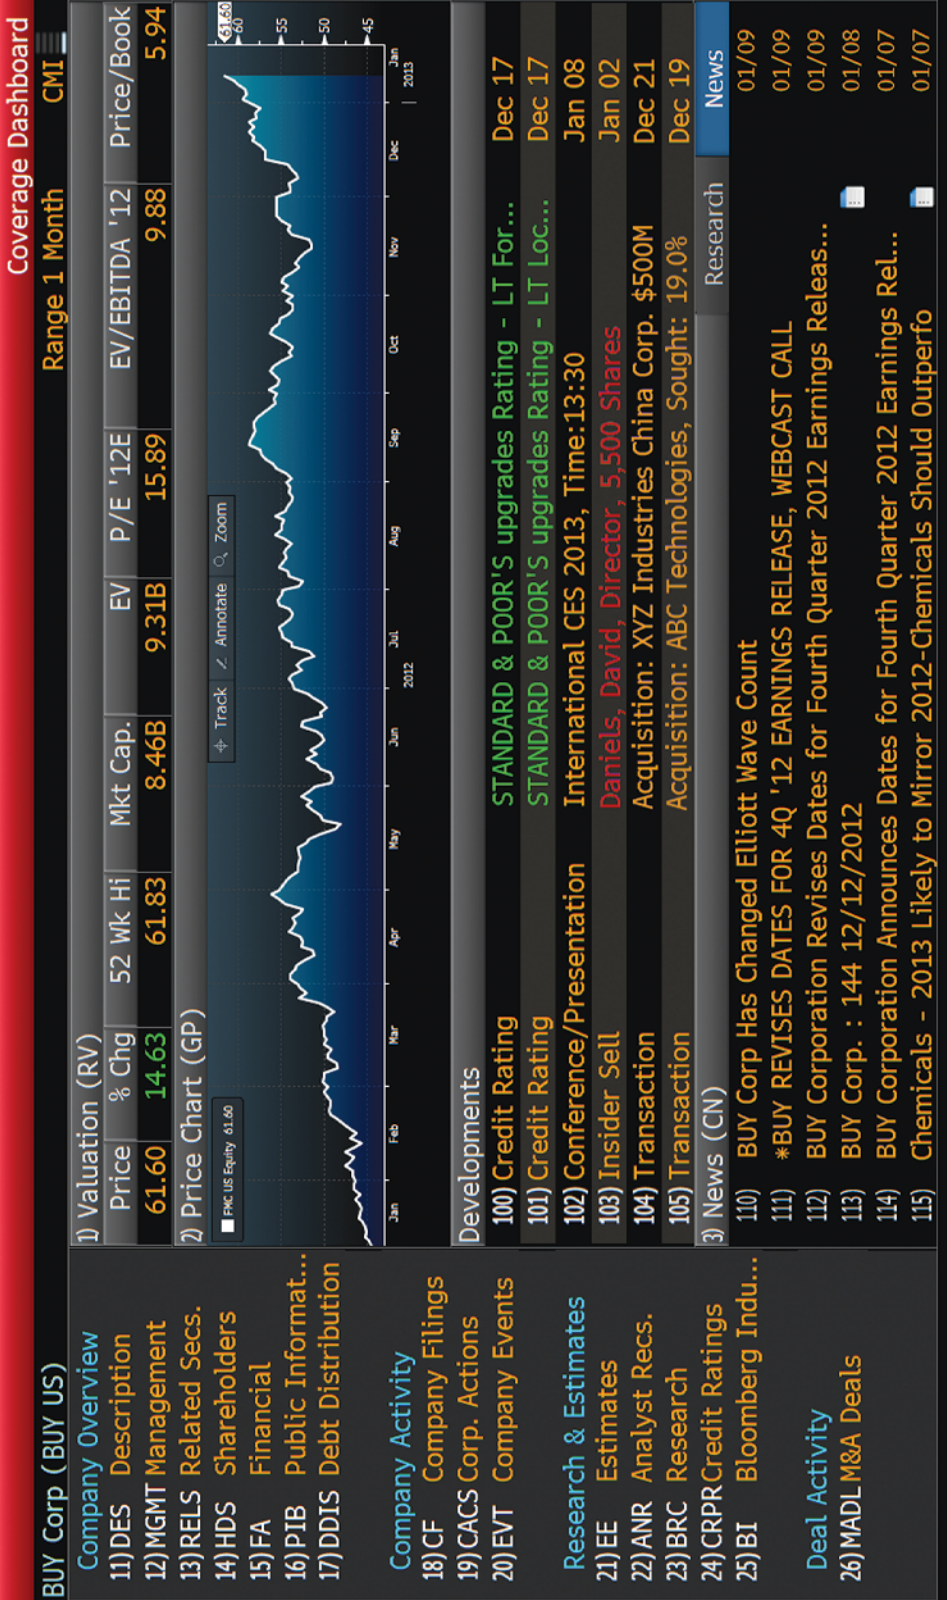 Coverage Dashboard
BUY Corp (BUY US)
Range 1 Month
CMI
Company Overview
11) DES Description
12) MGMT Management
13) RELS Related Secs.
14) HDS Shareholders
15) FA Financial
16) PIB Public Informat...
17) DDIS Debt Distribution
Company Activity
18) CF Company Filings
19) CACS Corp. Actions
20) EVT Company Events
Research & Estimates
21) EE Estimates
22) ANR Analyst Recs.
23) BRC Research
24) CRPR Credit Ratings
25) BI Bloomberg Indu...
Deal Activity
26) MADL M&A Deals
1) Valuation (RV)
Price % Chg 52 Wk Hi Mkt Cap. EV P/E '12E EV/EBITDA '12 Price/Book
61.60 14.63 61.83 8.46B 9.31B 15.89 9.88 5.94
2) Price Chart (GP)
FMC US Equity 61.60
Track Annotate Zoom
61.60
60
55
50
45
Jan Feb Mar Apr May Jun Jul Aug Sep Oct Nov Dec Jan
2012 2013
Developments
100) Credit Rating STANDARD & POOR'S upgrades Rating - LT For... Dec 17
101) Credit Rating STANDARD & POOR'S upgrades Rating - LT Loc... Dec 17
102) Conference/Presentation International CES 2013, Time:13:30 Jan 08
103) Insider Sell Daniels, David, Director, 5,500 Shares Jan 02
104) Transaction Acquisition: XYZ Industries China Corp. $500M Dec 21
105) Transaction Acquisition: ABC Technologies, Sought: 19.0% Dec 19
3) News (CN) Research News
110) BUY Corp Has Changed Elliott Wave Count 01/09
111) *BUY REVISES DATES FOR 4Q '12 EARNINGS RELEASE, WEBCAST CALL 01/09
112) BUY Corporation Revises Dates for Fourth Quarter 2012 Earnings Releas... 01/09
113) BUY Corp. : 144 12/12/2012 01/08
114) BUY Corporation Announces Dates for Fourth Quarter 2012 Earnings Rel... 01/07
115) Chemicals - 2013 Likely to Mirror 2012-Chemicals Should Outperfo 01/07